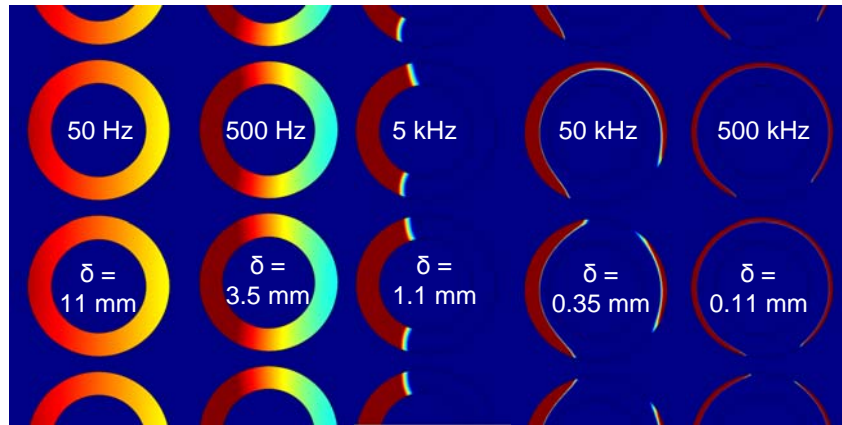 50 Hz
500 Hz
5 kHz
50 kHz
500 kHz
δ =
11 mm
δ =
3.5 mm
δ =
1.1 mm
δ =
0.35 mm
δ =
0.11 mm